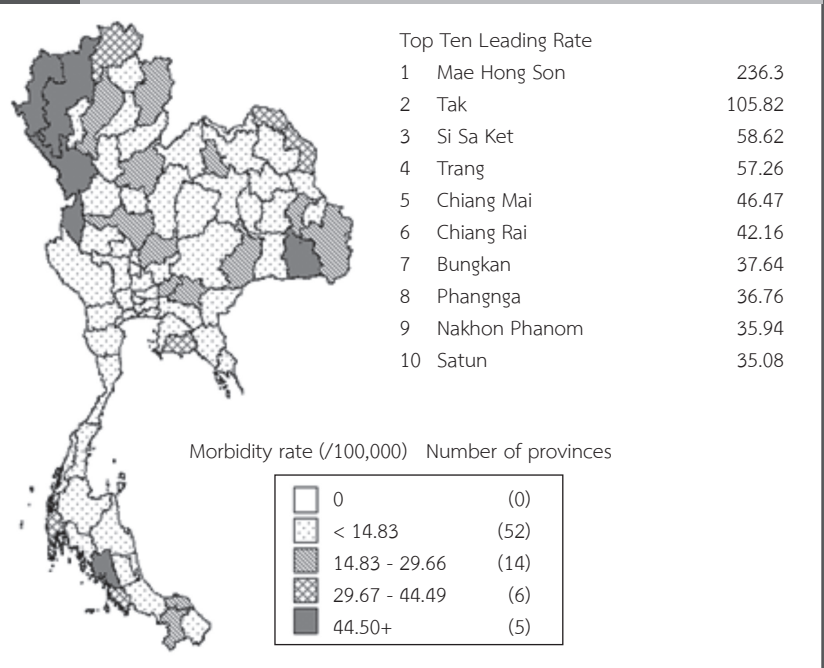 Top Ten Leading Rate
1 Mae Hong Son 236.3
2 Tak 105.82
3 Si Sa Ket 58.62
4 Trang 57.26
5 Chiang Mai 46.47
6 Chiang Rai 42.16
7 Bungkan 37.64
8 Phangnga 36.76
9 Nakhon Phanom 35.94
10 Satun 35.08
Morbidity rate (/100,000) Number of provinces
0 (0)
< 14.83 (52)
14.83 - 29.66 (14)
29.67 - 44.49 (6)
44.50+ (5)